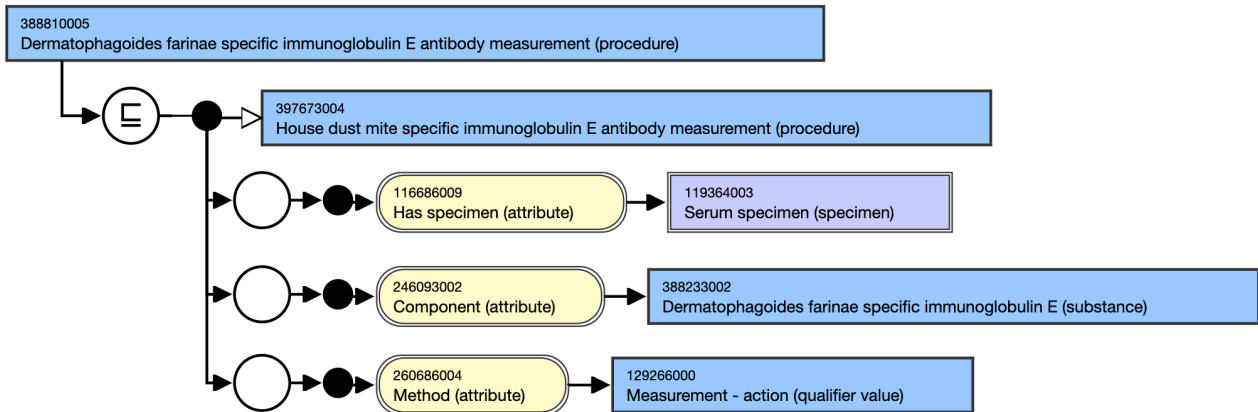 388810005
Dermatophagoides farinae specific immunoglobulin E antibody measurement (procedure)
⊑
397673004
House dust mite specific immunoglobulin E antibody measurement (procedure)
116686009
Has specimen (attribute)
119364003
Serum specimen (specimen)
246093002
Component (attribute)
388233002
Dermatophagoides farinae specific immunoglobulin E (substance)
260686004
Method (attribute)
129266000
Measurement - action (qualifier value)